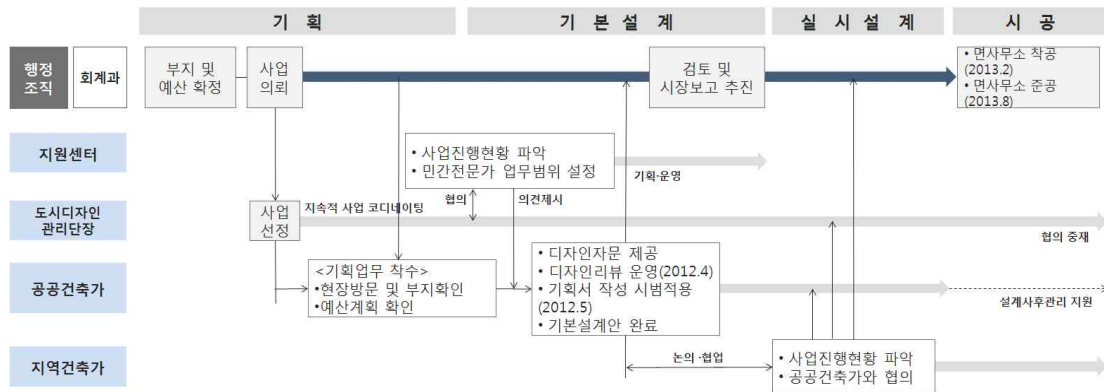 기 획
기 본 설 계
실 시 설 계
시 공
행정
조직
회계과
부지 및
예산 확정
사업
의뢰
검토 및
시장보고 추진
• 면사무소 착공
(2013.2)
• 면사무소 준공
(2013.8)
지원센터
• 사업진행현황 파악
• 민간전문가 업무범위 설정
기획·운영
협의
의견제시
도시디자인
관리단장
사업
선정
지속적 사업 코디네이팅
협의 중재
공공건축가
<기획업무 착수>
•현장방문 및 부지확인
•예산계획 확인
• 디자인자문 제공
• 디자인리뷰 운영(2012.4)
• 기획서 작성 시범적용
(2012.5)
• 기본설계안 완료
설계사후관리 지원
지역건축가
논의 ·협업
• 사업진행현황 파악
• 공공건축가와 협의